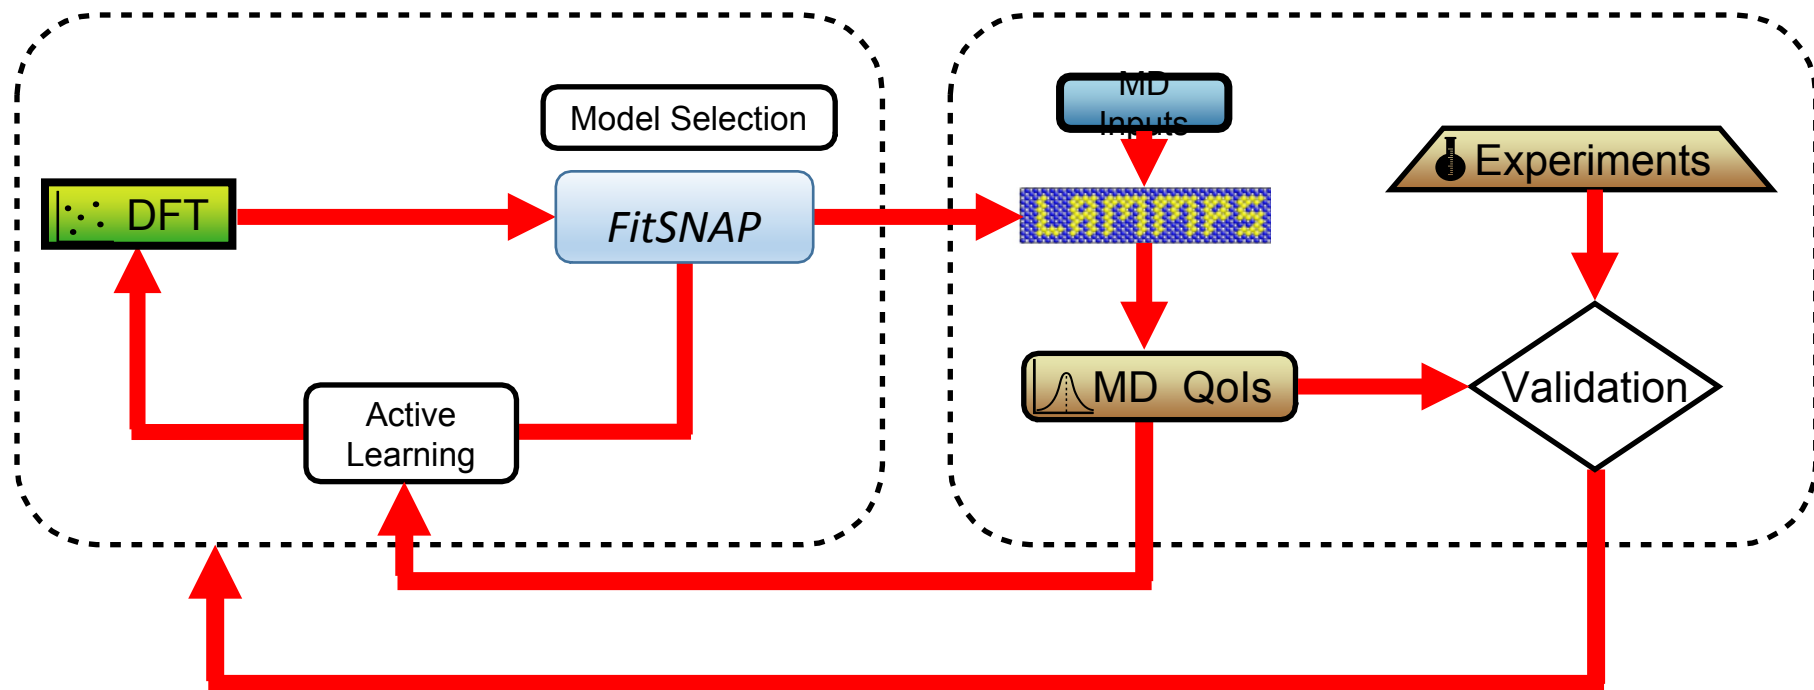 Model Selection
DFT
FitSNAP
Active
Learning
MD
Inputs
LAMMPS
Experiments
MD QoIs
Validation